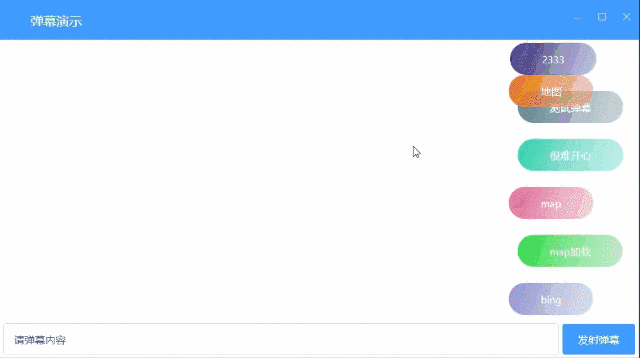 弹幕演示
2333
地图
测试弹幕
很难开心
map
map加载
bing
请弹幕内容
发射弹幕